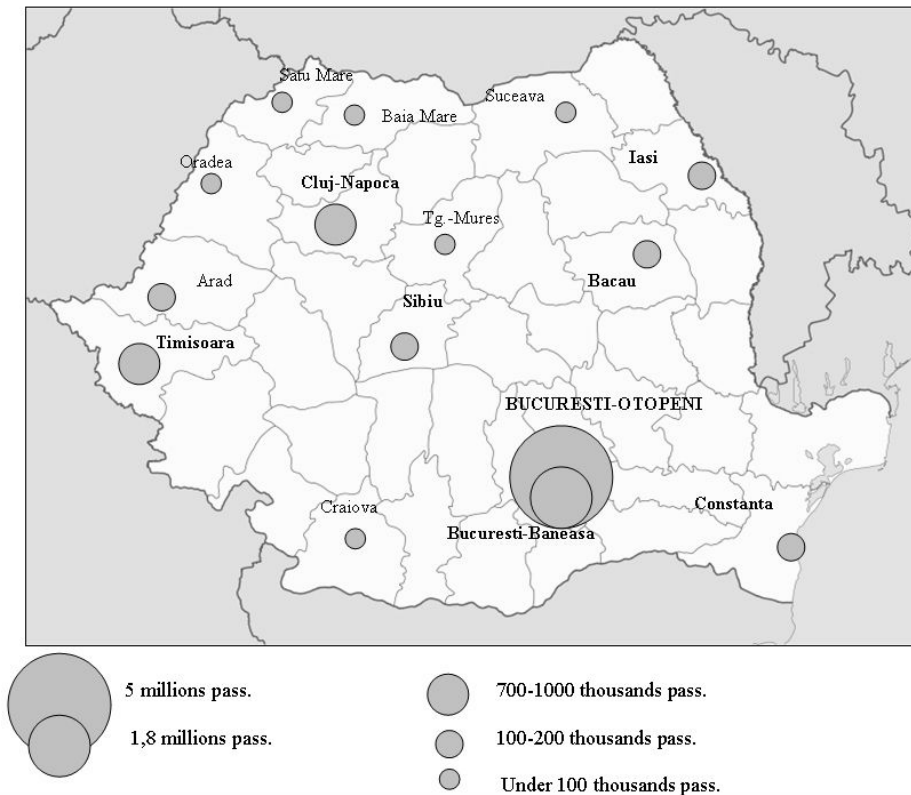 Satu Mare
Baia Mare
Suceava
Iasi
Oradea
Cluj-Napoca
Tg.-Mures
Bacau
Arad
Sibiu
Timisoara
BUCURESTI-OTOPENI
Constanta
Craiova
Bucuresti-Baneasa
5 millions pass.
1,8 millions pass.
700-1000 thousands pass.
100-200 thousands pass.
Under 100 thousands pass.